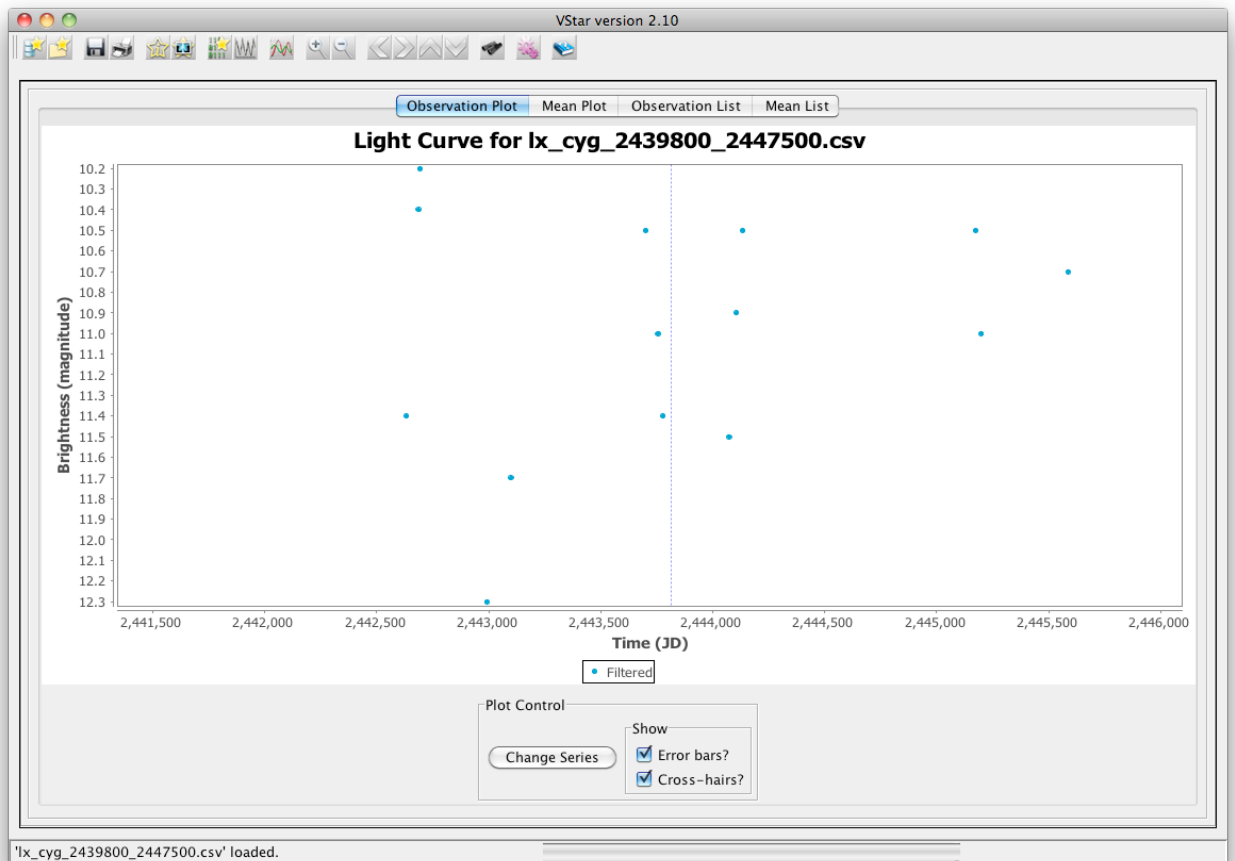 VStar version 2.10
Observation Plot Mean Plot Observation List Mean List
Light Curve for lx_cyg_2439800_2447500.csv
10.2
10.3
10.4
10.5
10.6
10.7
10.8
10.9
11.0
11.1
11.2
11.3
11.4
11.5
11.6
11.7
11.8
11.9
12.0
12.1
12.2
12.3
Brightness (magnitude)
2,441,500 2,442,000 2,442,500 2,443,000 2,443,500 2,444,000 2,444,500 2,445,000 2,445,500 2,446,000
Time (JD)
Filtered
Plot Control
Show
Change Series
Error bars?
Cross-hairs?
'lx_cyg_2439800_2447500.csv' loaded.